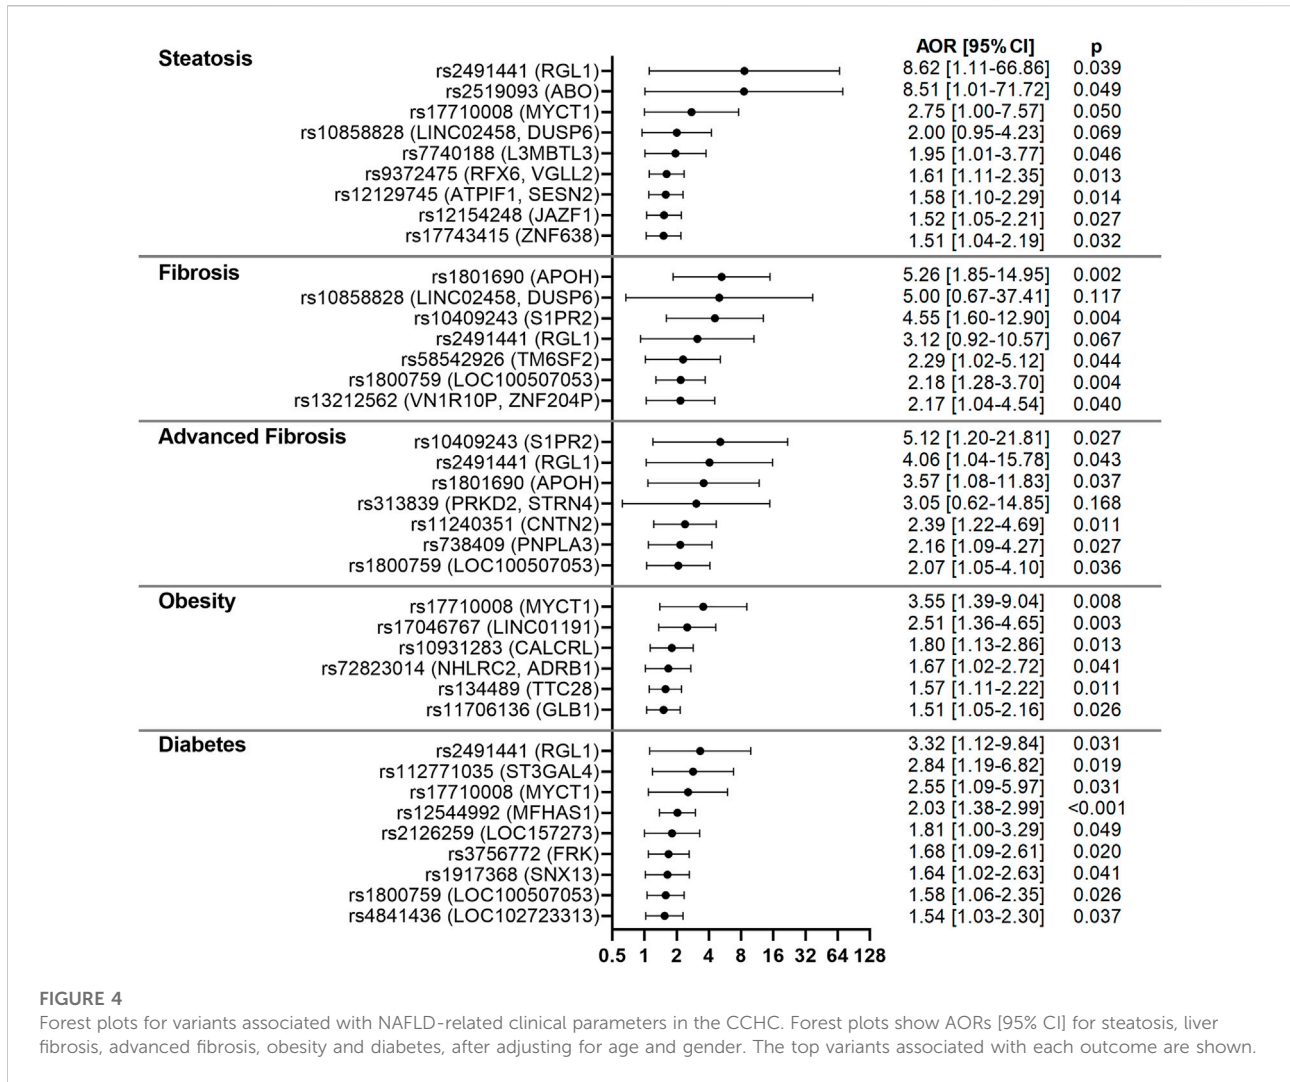 AOR [95% CI] p
Steatosis
rs2491441 (RGL1) 8.62 [1.11-66.86] 0.039
rs2519093 (ABO) 8.51 [1.01-71.72] 0.049
rs17710008 (MYCT1) 2.75 [1.00-7.57] 0.050
rs10858828 (LINC02458, DUSP6) 2.00 [0.95-4.23] 0.069
rs7740188 (L3MBTL3) 1.95 [1.01-3.77] 0.046
rs9372475 (RFX6, VGLL2) 1.61 [1.11-2.35] 0.013
rs12129745 (ATPIF1, SESN2) 1.58 [1.10-2.29] 0.014
rs12154248 (JAZF1) 1.52 [1.05-2.21] 0.027
rs17743415 (ZNF638) 1.51 [1.04-2.19] 0.032
Fibrosis
rs1801690 (APOH) 5.26 [1.85-14.95] 0.002
rs10858828 (LINC02458, DUSP6) 5.00 [0.67-37.41] 0.117
rs10409243 (S1PR2) 4.55 [1.60-12.90] 0.004
rs2491441 (RGL1) 3.12 [0.92-10.57] 0.067
rs58542926 (TM6SF2) 2.29 [1.02-5.12] 0.044
rs1800759 (LOC100507053) 2.18 [1.28-3.70] 0.004
rs13212562 (VN1R10P, ZNF204P) 2.17 [1.04-4.54] 0.040
Advanced Fibrosis
rs10409243 (S1PR2) 5.12 [1.20-21.81] 0.027
rs2491441 (RGL1) 4.06 [1.04-15.78] 0.043
rs1801690 (APOH) 3.57 [1.08-11.83] 0.037
rs313839 (PRKD2, STRN4) 3.05 [0.62-14.85] 0.168
rs11240351 (CNTN2) 2.39 [1.22-4.69] 0.011
rs738409 (PNPLA3) 2.16 [1.09-4.27] 0.027
rs1800759 (LOC100507053) 2.07 [1.05-4.10] 0.036
Obesity
rs17710008 (MYCT1) 3.55 [1.39-9.04] 0.008
rs17046767 (LINC01191) 2.51 [1.36-4.65] 0.003
rs10931283 (CALCRL) 1.80 [1.13-2.86] 0.013
rs72823014 (NHLRC2, ADRB1) 1.67 [1.02-2.72] 0.041
rs134489 (TTC28) 1.57 [1.11-2.22] 0.011
rs11706136 (GLB1) 1.51 [1.05-2.16] 0.026
Diabetes
rs2491441 (RGL1) 3.32 [1.12-9.84] 0.031
rs112771035 (ST3GAL4) 2.84 [1.19-6.82] 0.019
rs17710008 (MYCT1) 2.55 [1.09-5.97] 0.031
rs12544992 (MFHAS1) 2.03 [1.38-2.99] <0.001
rs2126259 (LOC157273) 1.81 [1.00-3.29] 0.049
rs3756772 (FRK) 1.68 [1.09-2.61] 0.020
rs1917368 (SNX13) 1.64 [1.02-2.63] 0.041
rs1800759 (LOC100507053) 1.58 [1.06-2.35] 0.026
rs4841436 (LOC102723313) 1.54 [1.03-2.30] 0.037
0.5 1 2 4 8 16 32 64 128
FIGURE 4
Forest plots for variants associated with NAFLD-related clinical parameters in the CCHC. Forest plots show AORs [95% CI] for steatosis, liver
fibrosis, advanced fibrosis, obesity and diabetes, after adjusting for age and gender. The top variants associated with each outcome are shown.